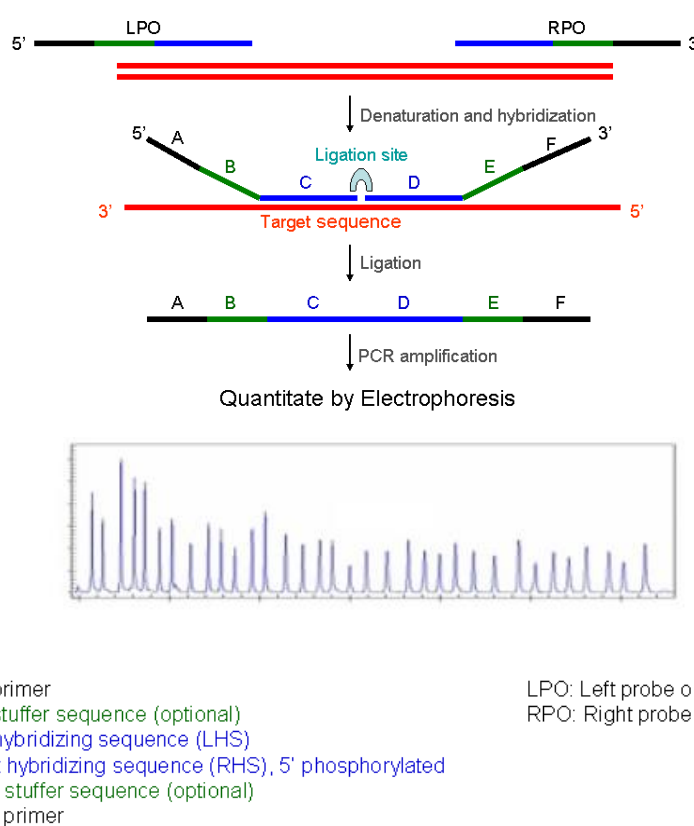 LPO
RPO
5’
3
Denaturation and hybridization
5’
A
B
C
Ligation site
D
E
F
3’
3’
Target sequence
5’
Ligation
A
B
C
D
E
F
PCR amplification
Quantitate by Electrophoresis
primer
stuffer sequence (optional)
hybridizing sequence (LHS)
hybridizing sequence (RHS), 5' phosphorylated
stuffer sequence (optional)
primer
LPO: Left probe o
RPO: Right probe